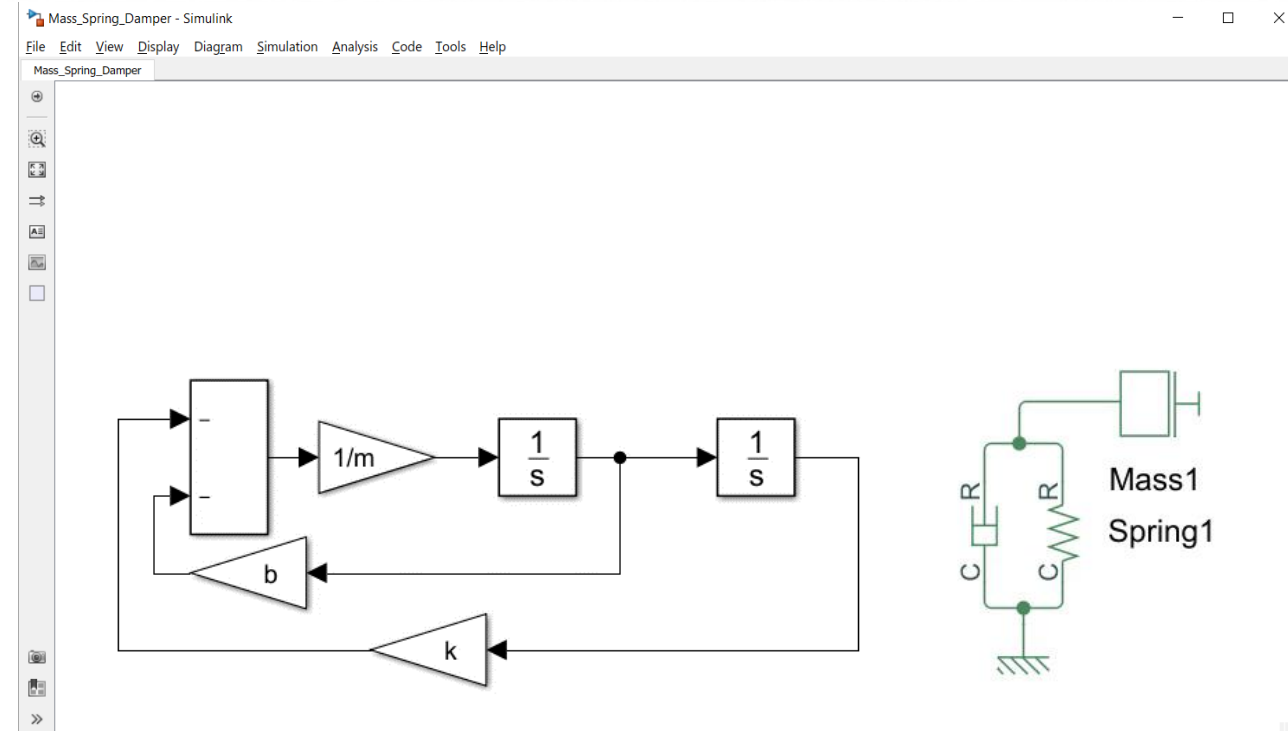 Mass_Spring_Damper - Simulink
File Edit View Display Diagram Simulation Analysis Code Tools Help
Mass_Spring_Damper
A
−
−
1/m
1
s
1
s
b
k
R
R
C
C
Mass1
Spring1